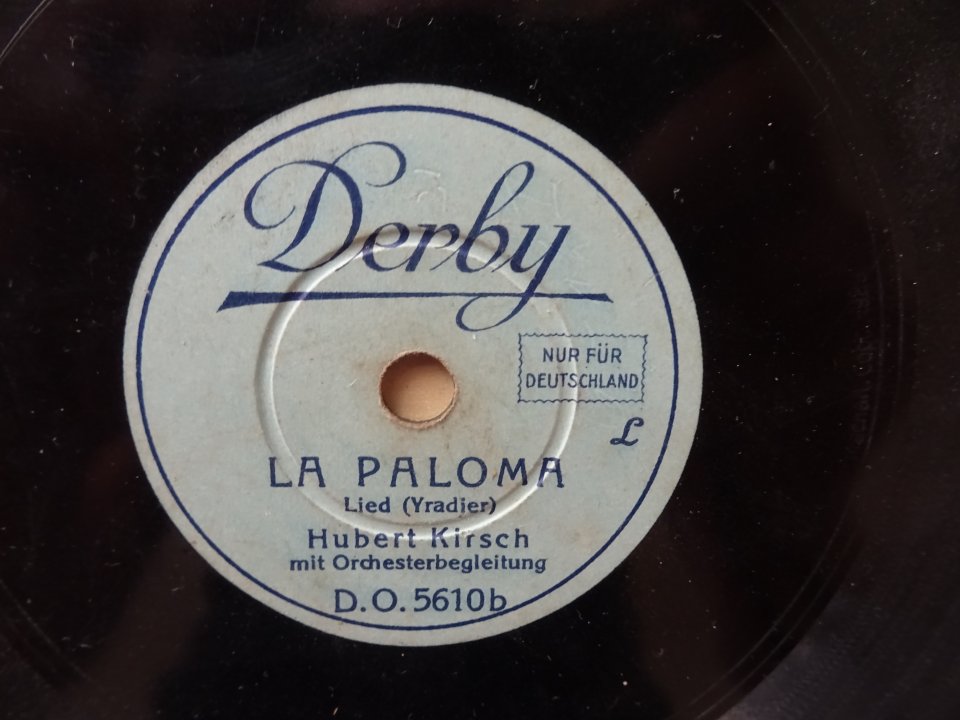 Derby
NUR FÜR
DEUTSCHLAND
L
LA PALOMA
Lied (Yradier)
Hubert Kirsch
mit Orchesterbegleitung
D.O. 5610b